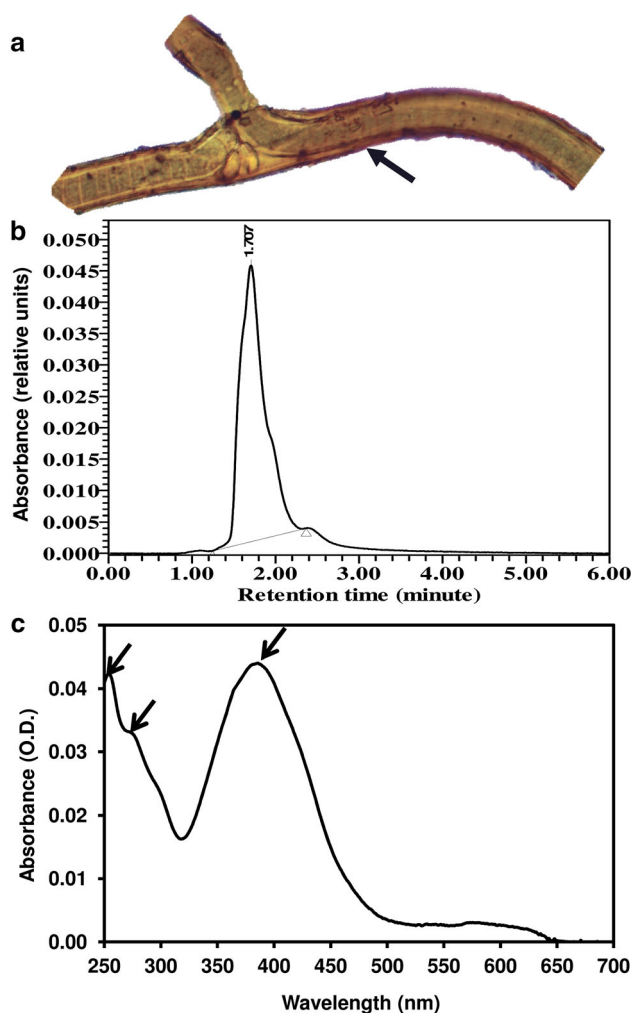 a
b
1.707
0.050
0.045
0.040
0.035
0.030
0.025
0.020
0.015
0.010
0.005
0.000
Absorbance (relative units)
0.00 1.00 2.00 3.00 4.00 5.00 6.00
Retention time (minute)
c
0.05
0.04
0.03
0.02
0.01
0.00
Absorbance (O.D.)
250 300 350 400 450 500 550 600 650 700
Wavelength (nm)